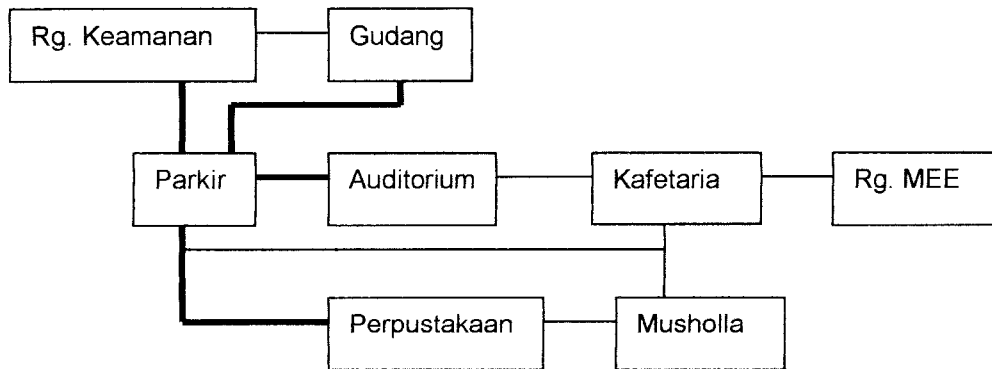 Rg. Keamanan
Gudang
Parkir
Auditorium
Kafetaria
Rg. MEE
Perpustakaan
Musholla